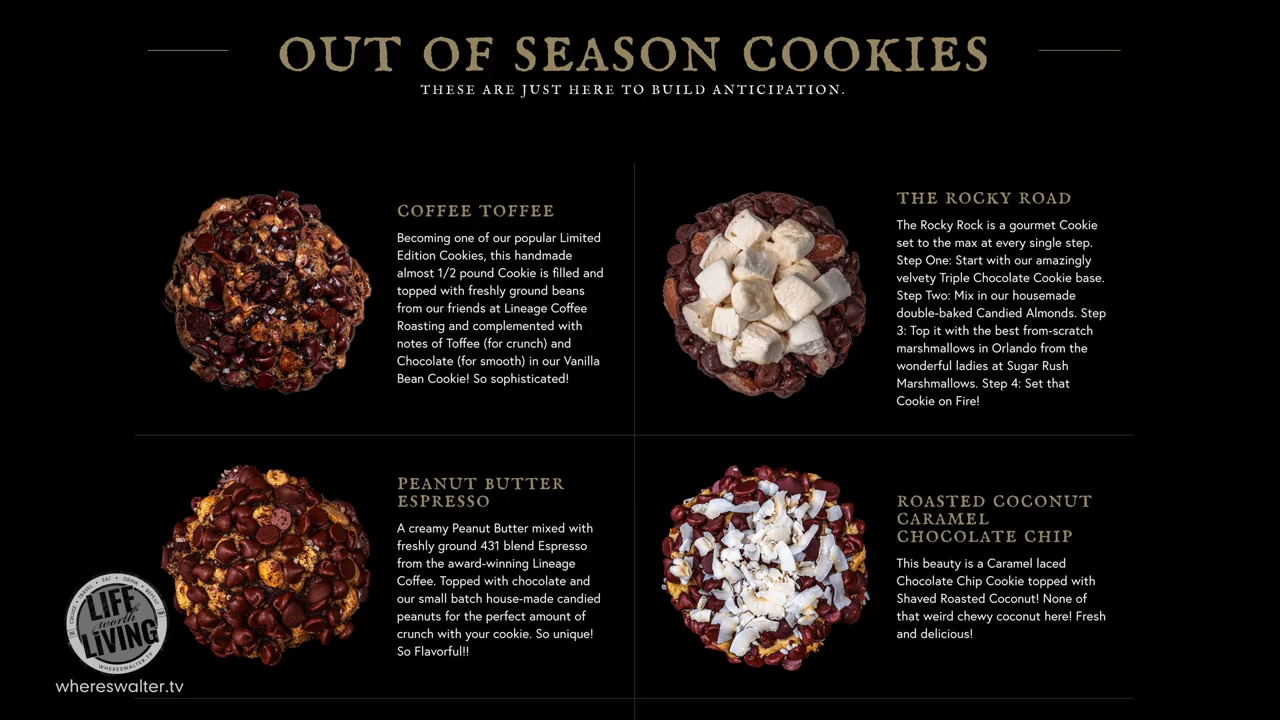 OUT OF SEASON COOKIES
THESE ARE JUST HERE TO BUILD ANTICIPATION.
COFFEE TOFFEE
Becoming one of our popular Limited
Edition Cookies, this handmade
almost 1/2 pound Cookie is filled and
topped with freshly ground beans
from our friends at Lineage Coffee
Roasting and complemented with
notes of Toffee (for crunch) and
Chocolate (for smooth) in our Vanilla
Bean Cookie! So sophisticated!
THE ROCKY ROAD
The Rocky Rock is a gourmet Cookie
set to the max at every single step.
Step One: Start with our amazingly
velvety Triple Chocolate Cookie base.
Step Two: Mix in our housemade
double-baked Candied Almonds. Step
3: Top it with the best from-scratch
marshmallows in Orlando from the
wonderful ladies at Sugar Rush
Marshmallows. Step 4: Set that
Cookie on Fire!
PEANUT BUTTER
ESPRESSO
A creamy Peanut Butter mixed with
freshly ground 431 blend Espresso
from the award-winning Lineage
Coffee. Topped with chocolate and
our small batch house-made candied
peanuts for the perfect amount of
crunch with your cookie. So unique!
So Flavorful!!
ROASTED COCONUT
CARAMEL
CHOCOLATE CHIP
This beauty is a Caramel laced
Chocolate Chip Cookie topped with
Shaved Roasted Coconut! None of
that weird chewy coconut here! Fresh
and delicious!
LIFE
worth
LIVING
WHERESWALTER.TV
whereswalter.tv